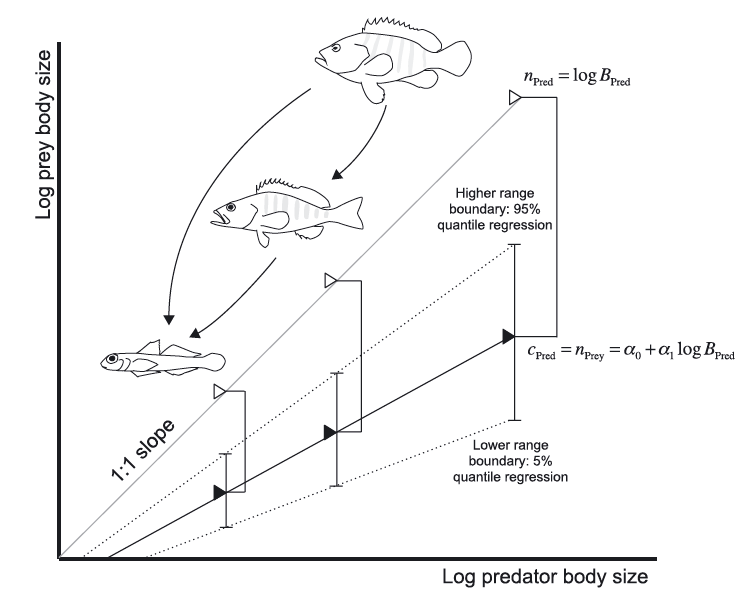 Log prey body size
n_Pred = log B_Pred
Higher range
boundary: 95%
quantile regression
c_Pred = n_Prey = α_0 + α_1 log B_Pred
1:1 slope
Lower range
boundary: 5%
quantile regression
Log predator body size